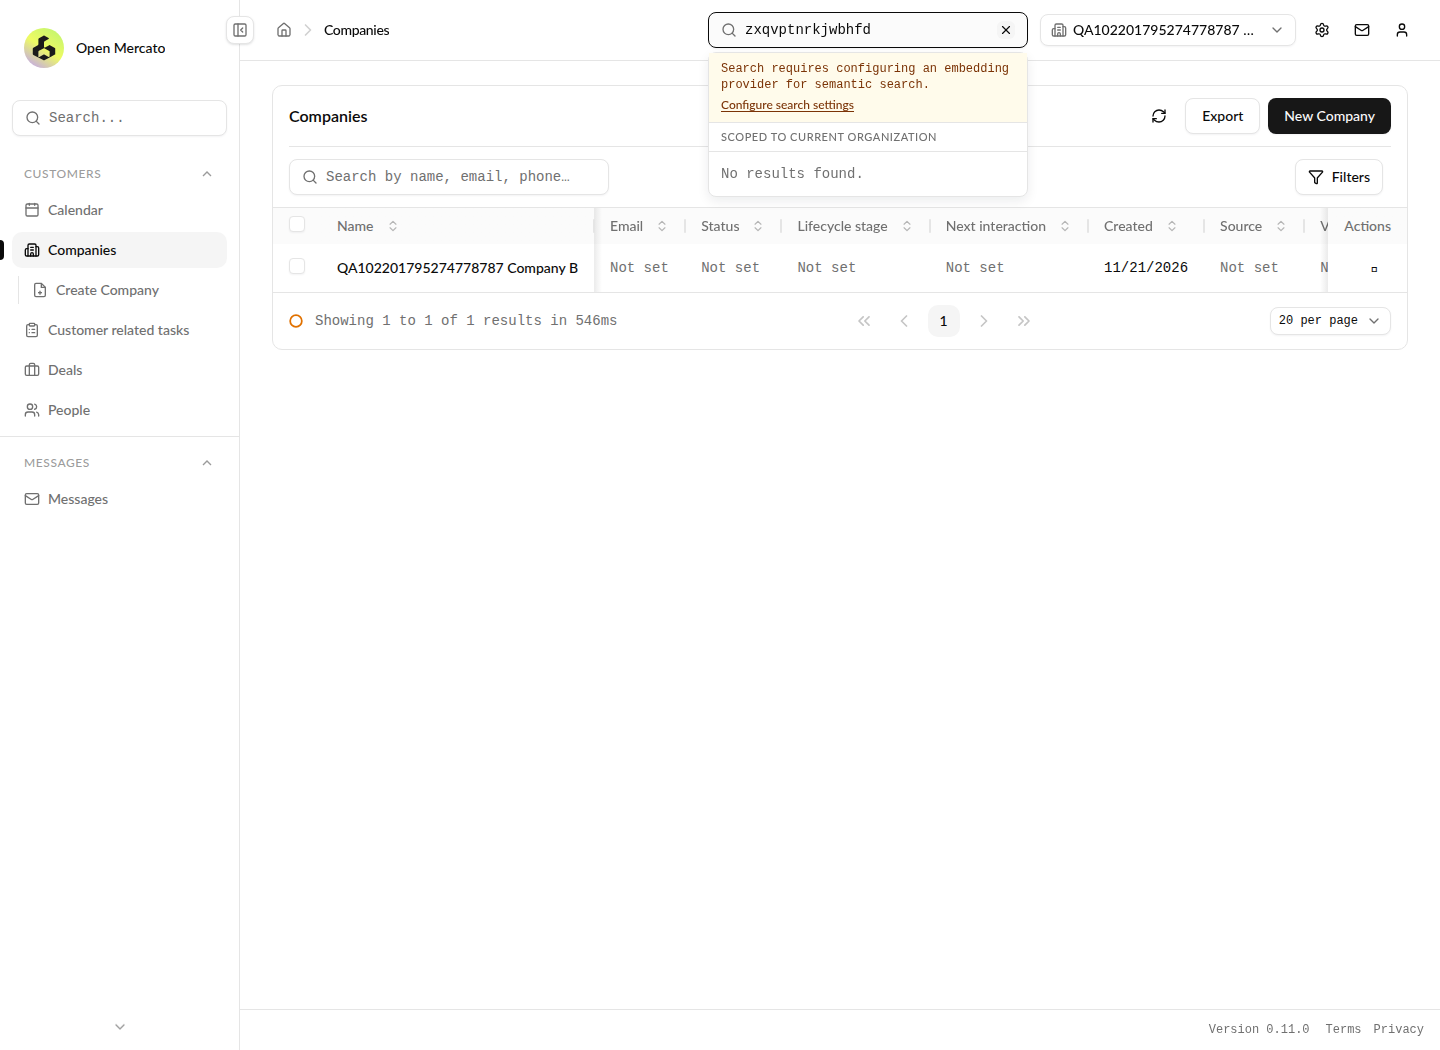 Open Mercato
Search...
CUSTOMERS
Calendar
Companies
Create Company
Customer related tasks
Deals
People
MESSAGES
Messages
Companies
zxqvptnrkjwbhfd
QA102201795274778787 ...
Search requires configuring an embedding
provider for semantic search.
Configure search settings
SCOPED TO CURRENT ORGANIZATION
No results found.
Companies
Export
New Company
Search by name, email, phone…
Filters
Name Email Status Lifecycle stage Next interaction Created Source V Actions
QA102201795274778787 Company B Not set Not set Not set Not set 11/21/2026 Not set N
Showing 1 to 1 of 1 results in 546ms
1
20 per page
Version 0.11.0 Terms Privacy